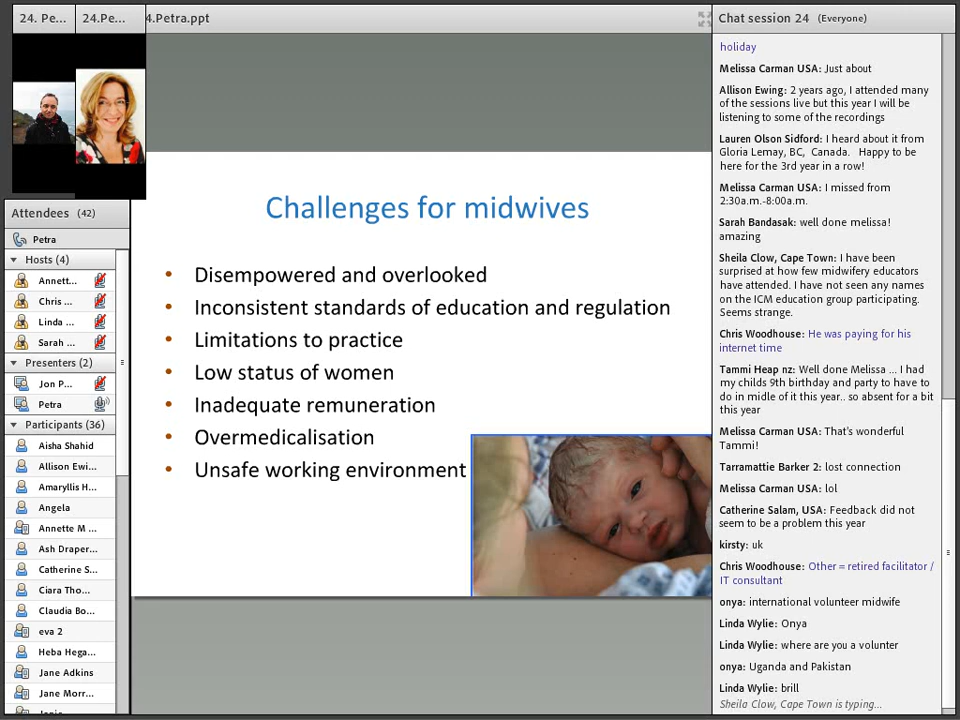 24. Pe...
24.Pe...
4.Petra.ppt
Attendees (42)
Petra
Hosts (4)
Annett...
Chris ...
Linda ...
Sarah ...
Presenters (2)
Jon P...
Petra
Participants (36)
Aisha Shahid
Allison Ewi...
Amaryllis H...
Angela
Annette M ...
Ash Draper...
Catherine S...
Ciara Tho...
Claudia Bo...
eva 2
Heba Hega...
Jane Adkins
Jane Morr...
Challenges for midwives
• Disempowered and overlooked
• Inconsistent standards of education and regulation
• Limitations to practice
• Low status of women
• Inadequate remuneration
• Overmedicalisation
• Unsafe working environment
Chat session 24 (Everyone)
holiday
Melissa Carman USA: Just about
Allison Ewing: 2 years ago, I attended many
of the sessions live but this year I will be
listening to some of the recordings
Lauren Olson Sidford: I heard about it from
Gloria Lemay, BC, Canada. Happy to be
here for the 3rd year in a row!
Melissa Carman USA: I missed from
2:30a.m.-8:00a.m.
Sarah Bandasak: well done melissa!
amazing
Sheila Clow, Cape Town: I have been
surprised at how few midwifery educators
have attended. I have not seen any names
on the ICM education group participating.
Seems strange.
Chris Woodhouse: He was paying for his
internet time
Tammi Heap nz: Well done Melissa ... I had
my childs 9th birthday and party to have to
do in midle of it this year.. so absent for a bit
this year
Melissa Carman USA: That's wonderful
Tammi!
Tarramattie Barker 2: lost connection
Melissa Carman USA: lol
Catherine Salam, USA: Feedback did not
seem to be a problem this year
kirsty: uk
Chris Woodhouse: Other = retired facilitator /
IT consultant
onya: international volunteer midwife
Linda Wylie: Onya
Linda Wylie: where are you a volunter
onya: Uganda and Pakistan
Linda Wylie: brill
Sheila Clow, Cape Town is typing...